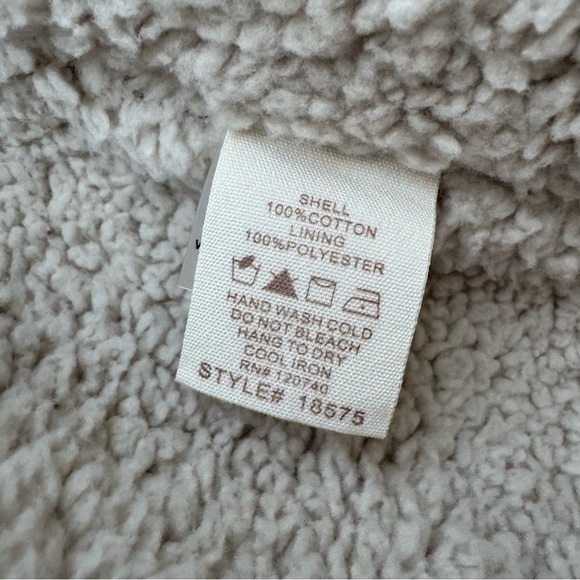 SHELL
100%COTTON
LINING
100%POLYESTER
HAND WASH COLD
DO NOT BLEACH
HANG TO DRY
COOL IRON
RN# 120740
STYLE# 18575